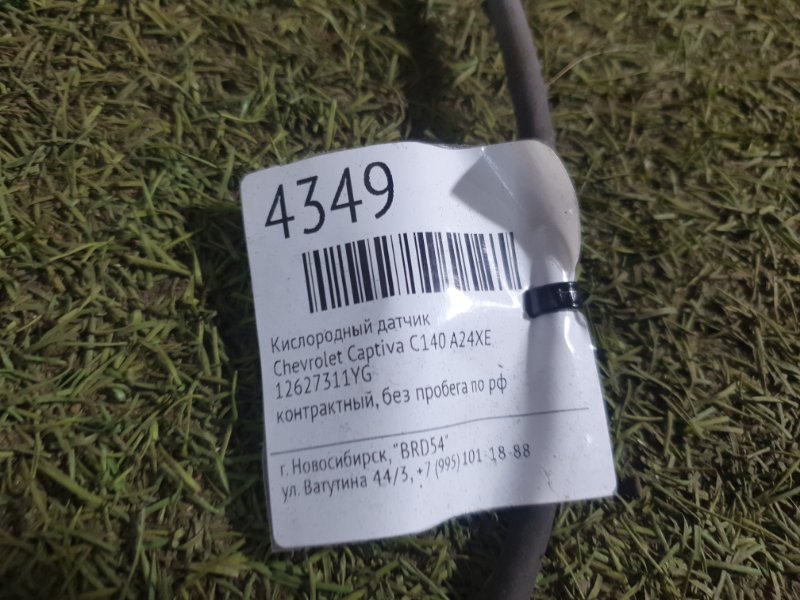 4349
Кислородный датчик
Chevrolet Captiva C140 A24XE
12627311YG
контрактный, без пробега по рф
г. Новосибирск, "BRD54"
ул. Ватутина 44/3, +7 (995)101-18-88